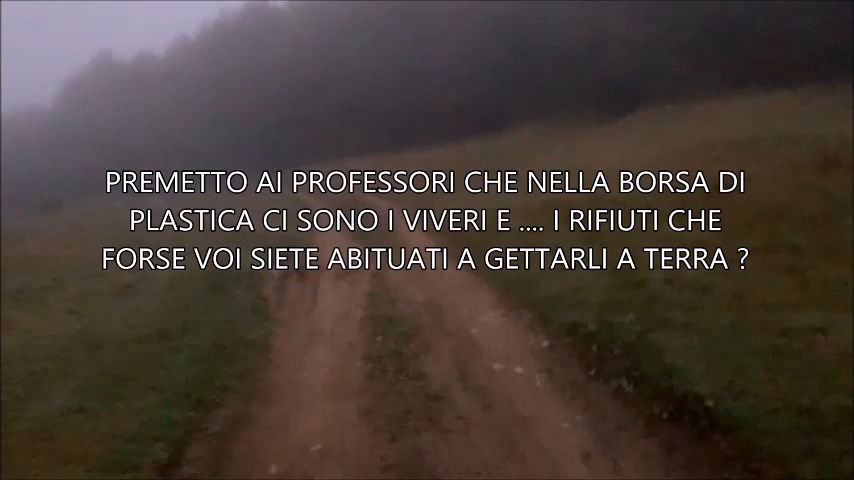 PREMETTO AI PROFESSORI CHE NELLA BORSA DI
PLASTICA CI SONO I VIVERI E .... I RIFIUTI CHE
FORSE VOI SIETE ABITUATI A GETTARLI A TERRA ?